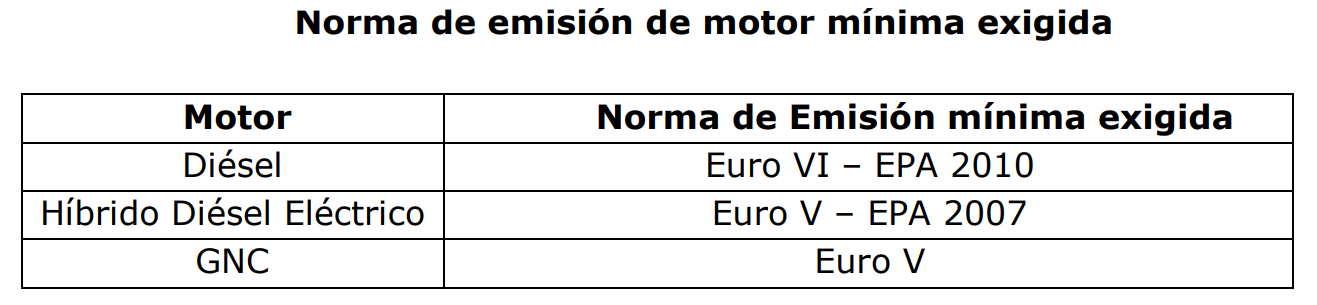 Norma de emisión de motor mínima exigida
Motor Norma de Emisión mínima exigida
Diésel Euro VI – EPA 2010
Híbrido Diésel Eléctrico Euro V – EPA 2007
GNC Euro V